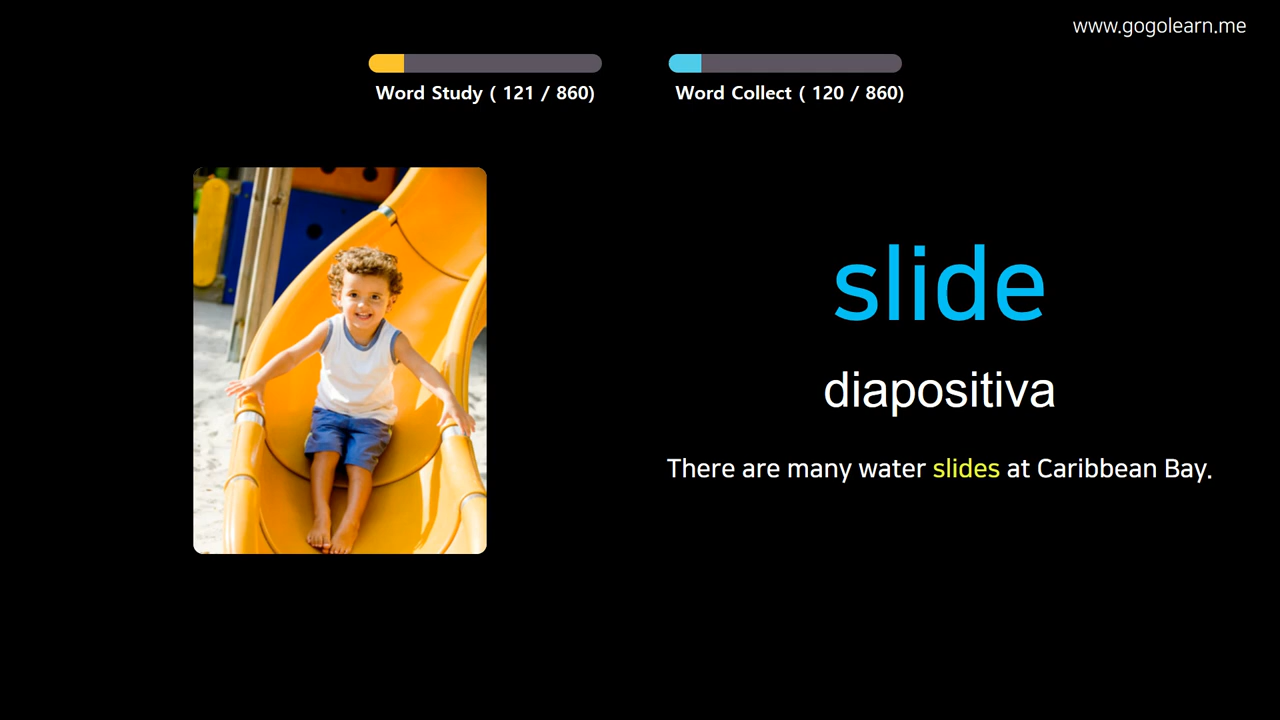 www.gogolearn.me
Word Study ( 121 / 860)
Word Collect ( 120 / 860)
slide
diapositiva
There are many water slides at Caribbean Bay.